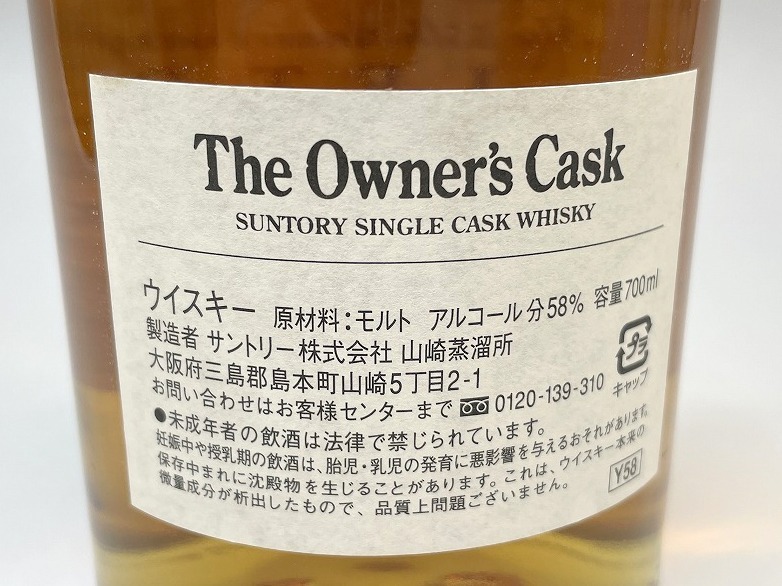 The Owner's Cask
SUNTORY SINGLE CASK WHISKY
ウイスキー 原材料：モルト アルコール分58% 容量700ml
製造者 サントリー株式会社 山崎蒸溜所
大阪府三島郡島本町山崎5丁目2-1
お問い合わせはお客様センターまで 0120-139-310
プラ
キャップ
●未成年者の飲酒は法律で禁じられています。
妊娠中や授乳期の飲酒は、胎児・乳児の発育に悪影響を与えるおそれがあります。
保存中まれに沈殿物を生じることがあります。これは、ウイスキー本来の
微量成分が析出したもので、品質上問題ございません。
Y58